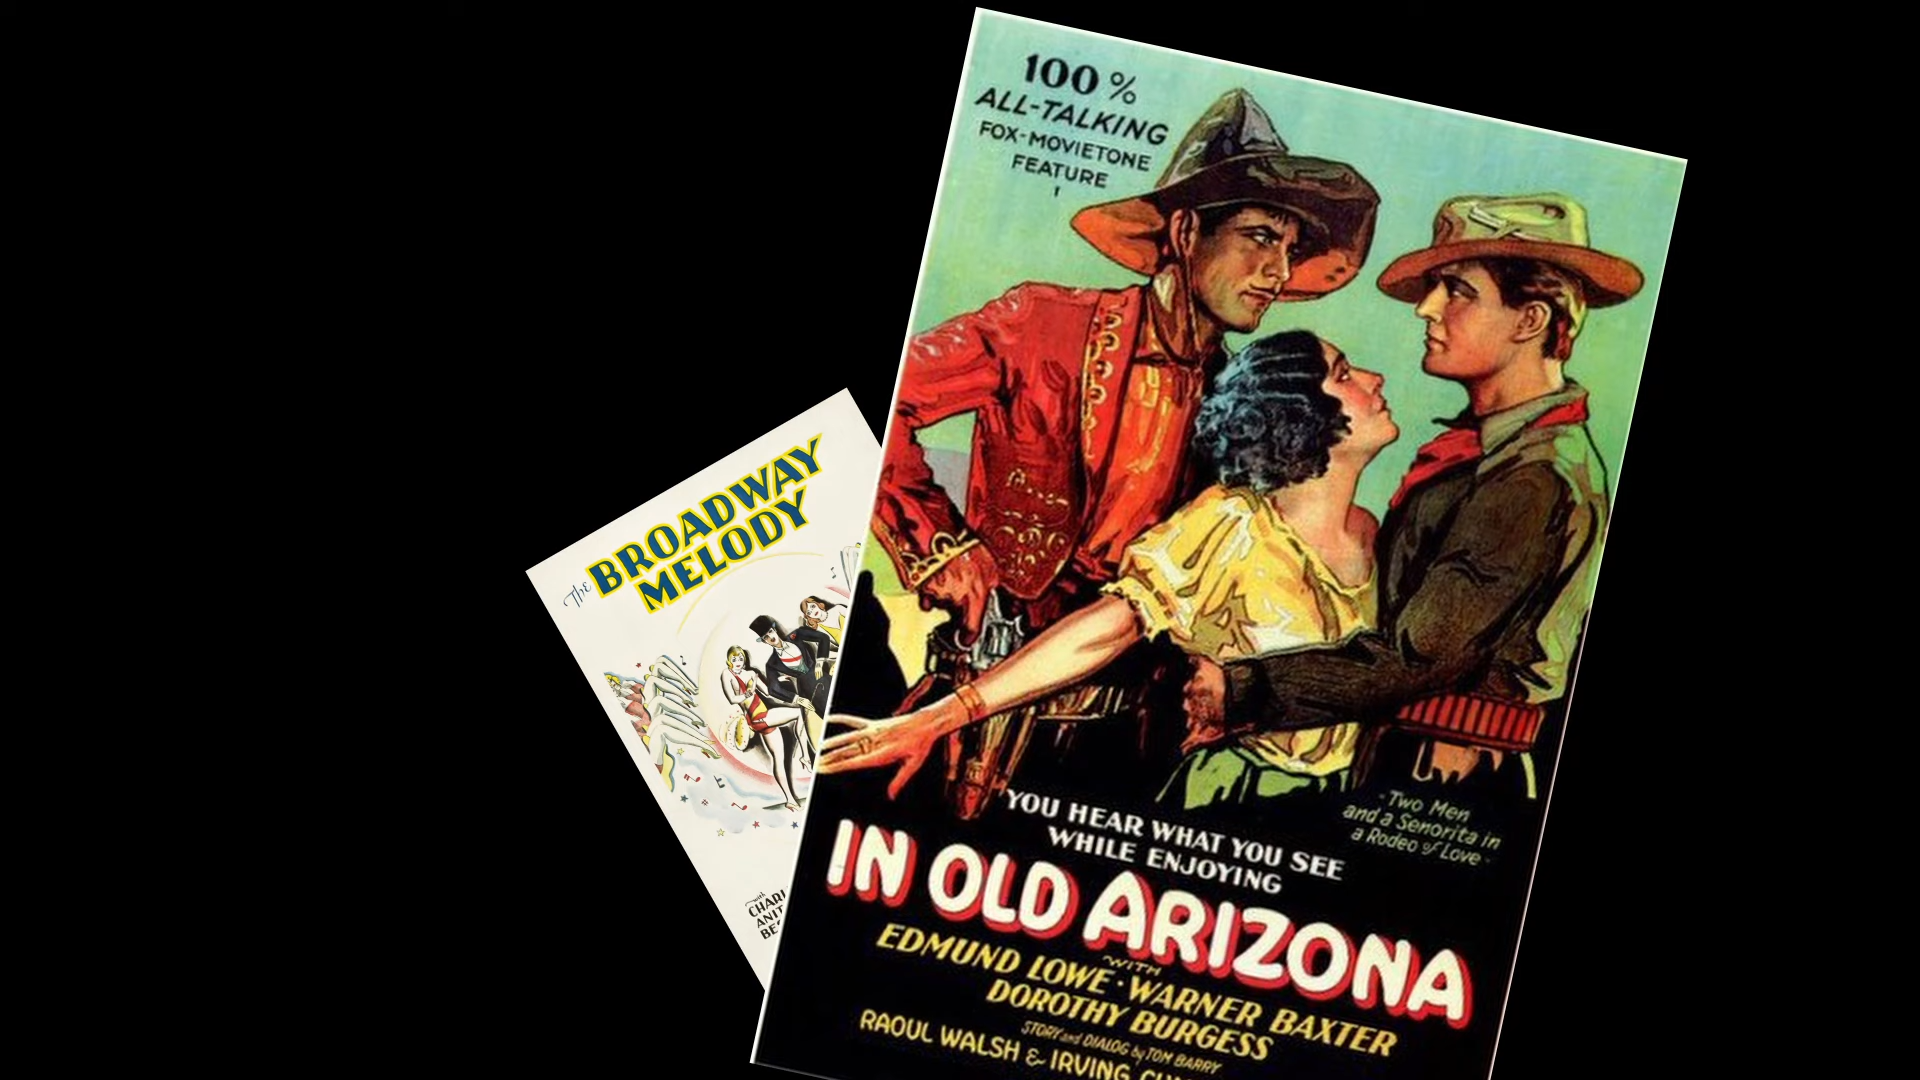 The BROADWAY
MELODY
with
100%
ALL-TALKING
FOX-MOVIETONE
FEATURE
YOU HEAR WHAT YOU SEE
WHILE ENJOYING
- Two Men
and a Senorita in
a Rodeo of Love -
IN OLD ARIZONA
WITH
EDMUND LOWE · WARNER BAXTER
DOROTHY BURGESS
STORY and DIALOG by TOM BARRY
RAOUL WALSH & IRVING